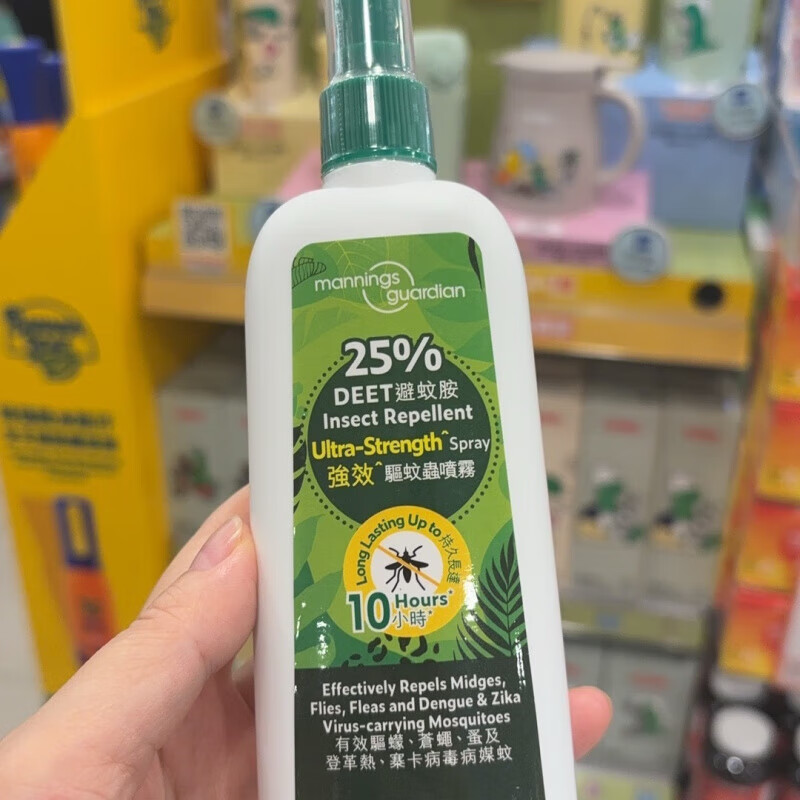 mannings
guardian
25%
DEET避蚊胺
Insect Repellent
Ultra-Strength^ Spray
強效^驅蚊蟲噴霧
Long Lasting Up to 持久長達
10 Hours*
小時*
Effectively Repels Midges,
Flies, Fleas and Dengue & Zika
Virus-carrying Mosquitoes
有效驅蠓、蒼蠅、蚤及
登革熱、寨卡病毒病媒蚊